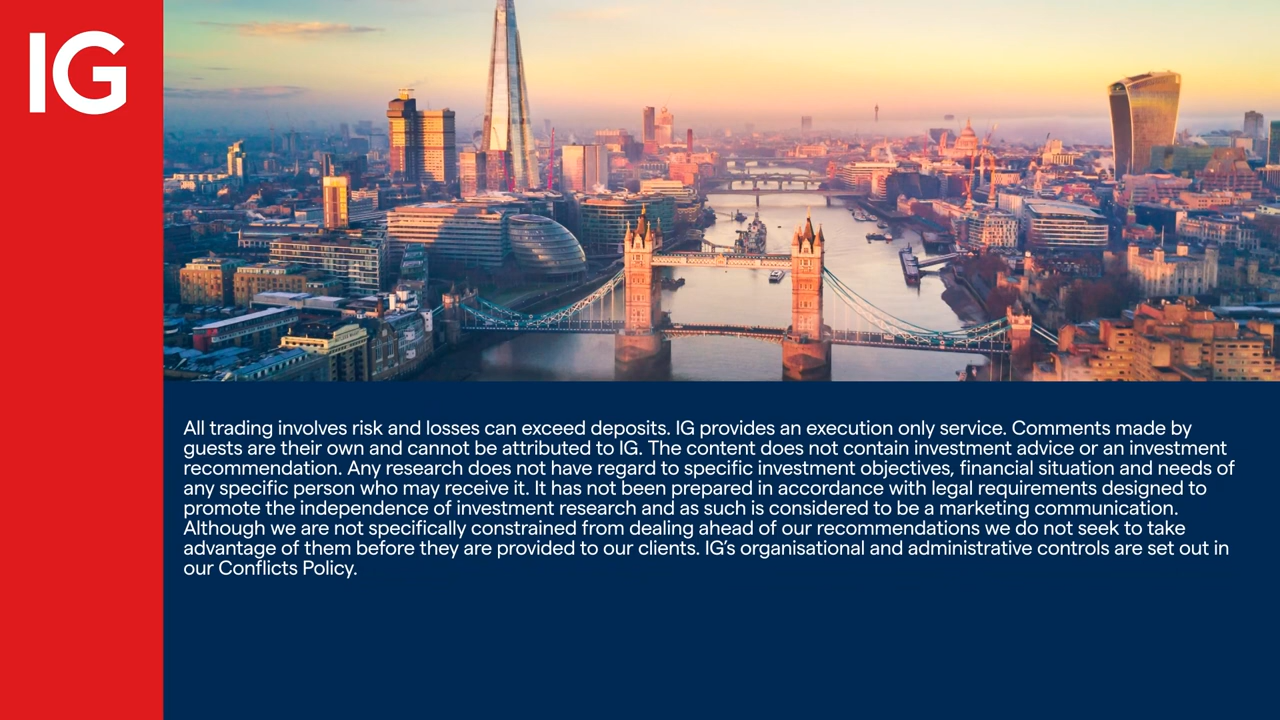 IG
All trading involves risk and losses can exceed deposits. IG provides an execution only service. Comments made by
guests are their own and cannot be attributed to IG. The content does not contain investment advice or an investment
recommendation. Any research does not have regard to specific investment objectives, financial situation and needs of
any specific person who may receive it. It has not been prepared in accordance with legal requirements designed to
promote the independence of investment research and as such is considered to be a marketing communication.
Although we are not specifically constrained from dealing ahead of our recommendations we do not seek to take
advantage of them before they are provided to our clients. IG’s organisational and administrative controls are set out in
our Conflicts Policy.